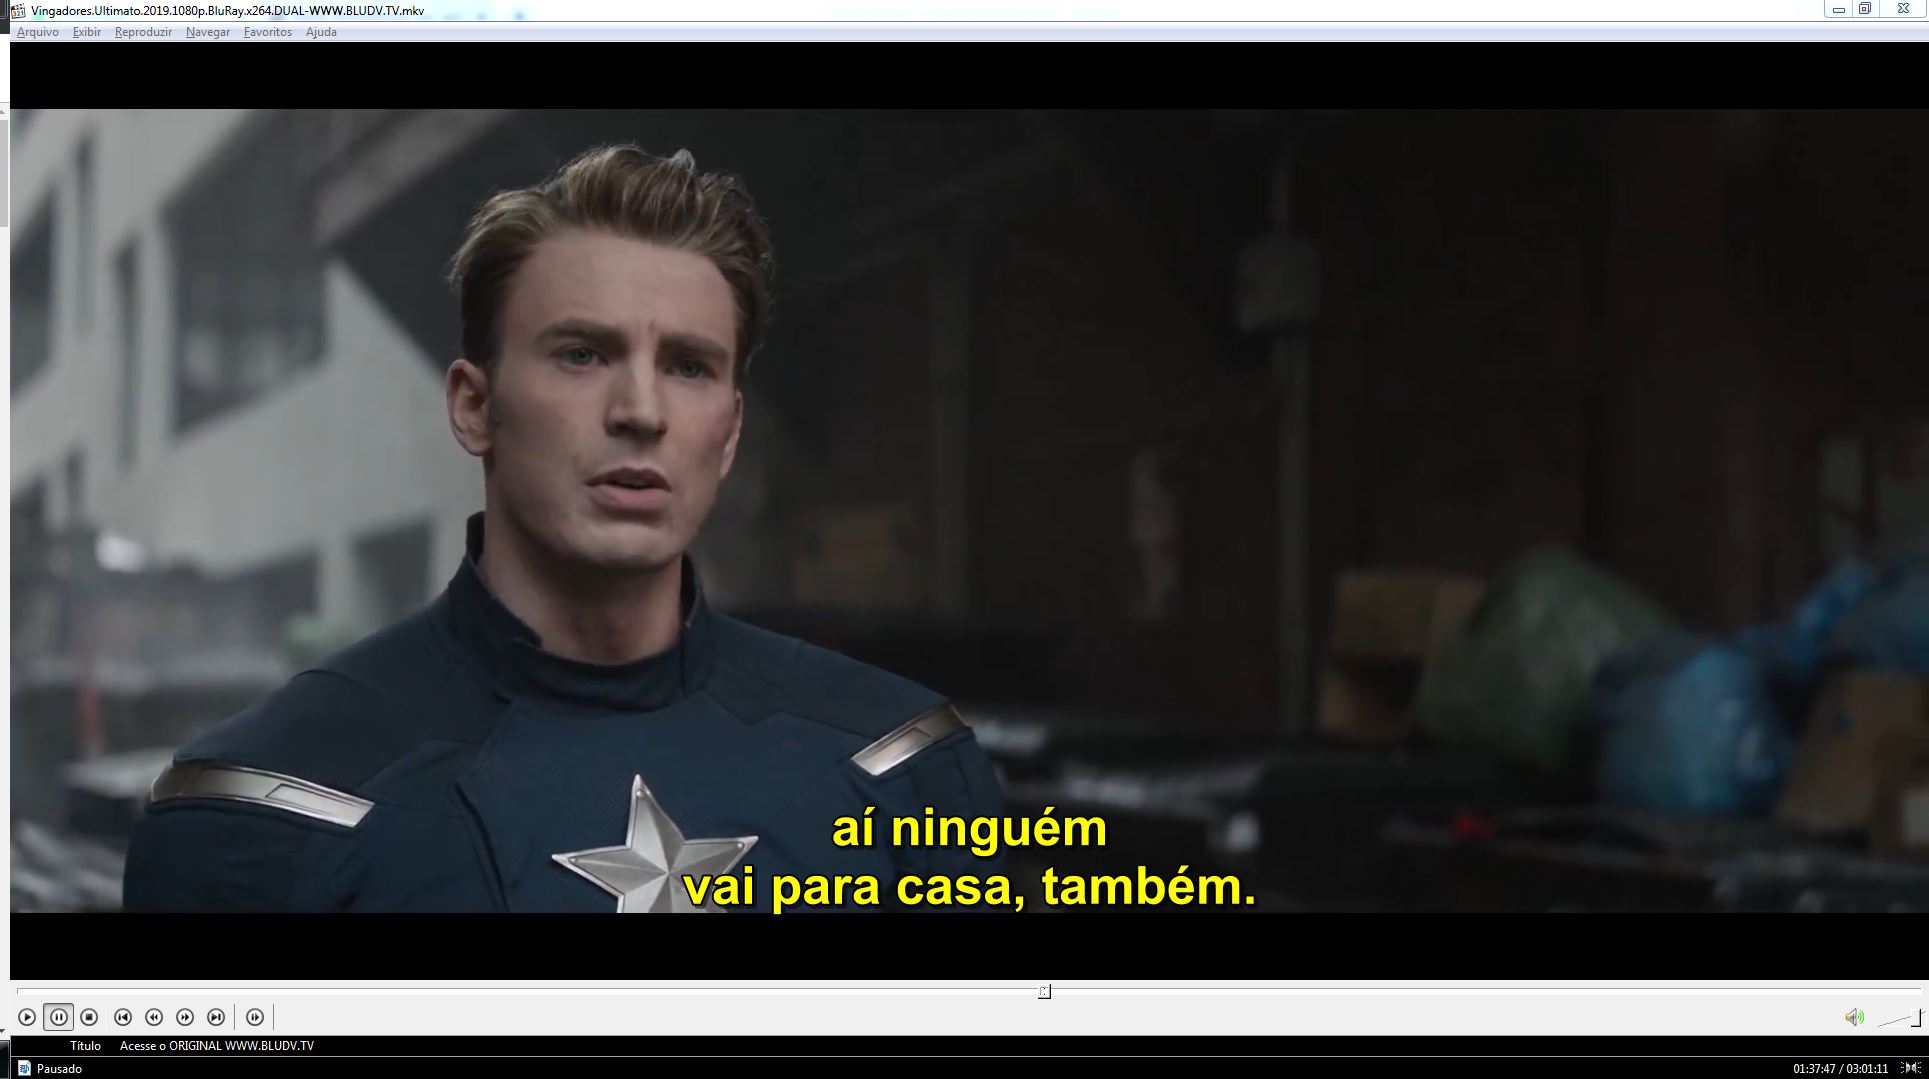 Vingadores.Ultimato.2019.1080p.BluRay.x264.DUAL-WWW.BLUDV.TV.mkv
Arquivo Exibir Reproduzir Navegar Favoritos Ajuda
aí ninguém
vai para casa, também.
Título Acesse o ORIGINAL WWW.BLUDV.TV
Pausado 01:37:47 / 03:01:11